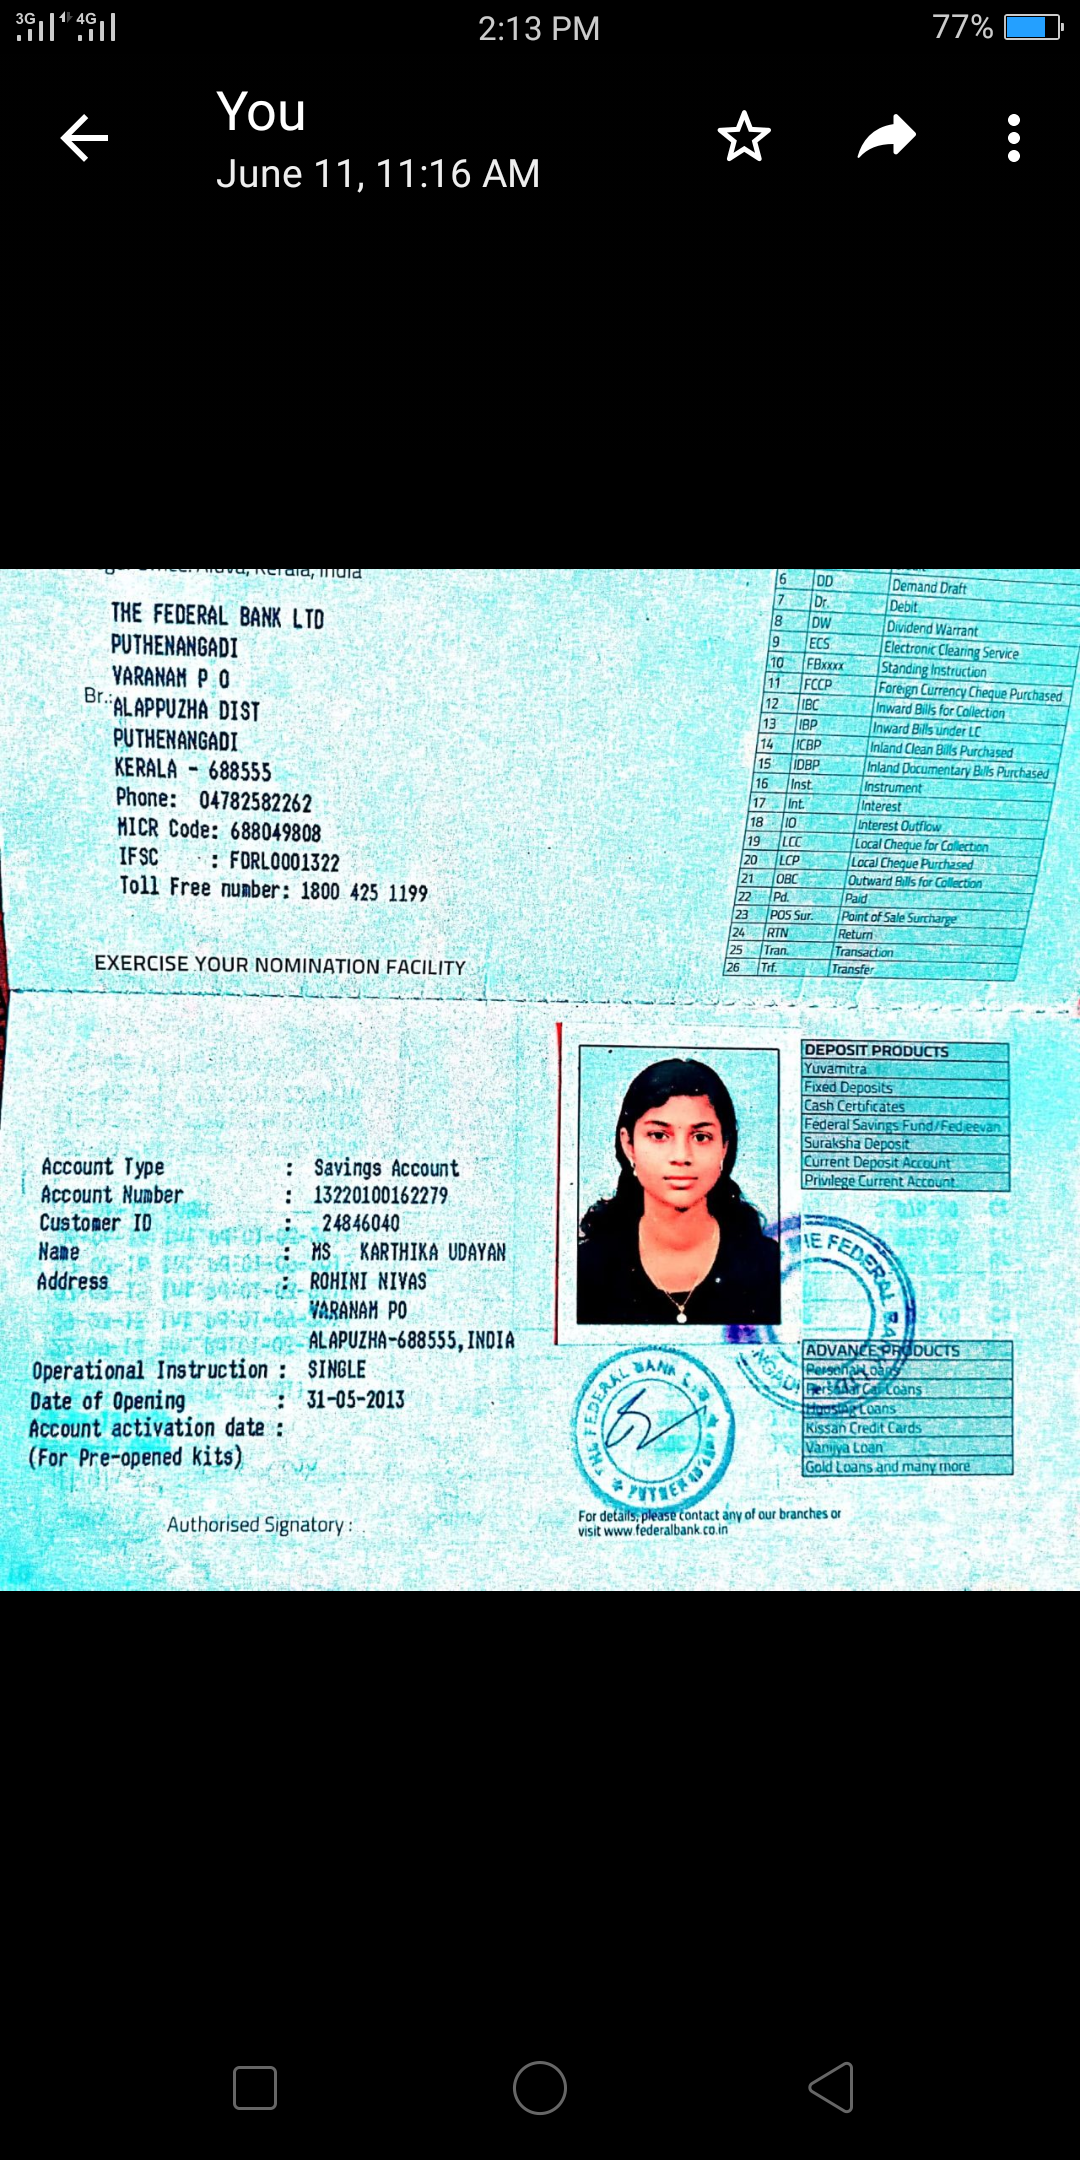 3G 4G 2:13 PM 77%
You
June 11, 11:16 AM
Kerala, India
THE FEDERAL BANK LTD
PUTHENANGADI
VARANAM P O
Br.: ALAPPUZHA DIST
PUTHENANGADI
KERALA - 688555
Phone: 04782582262
MICR Code: 688049808
IFSC : FDRL0001322
Toll Free number: 1800 425 1199
EXERCISE YOUR NOMINATION FACILITY
6 DD Demand Draft
7 Dr. Debit
8 DW Dividend Warrant
9 ECS Electronic Clearing Service
10 FBxxxx Standing Instruction
11 FCCP Foreign Currency Cheque Purchased
12 IBC Inward Bills for Collection
13 IBP Inward Bills under LC
14 ICBP Inland Clean Bills Purchased
15 IDBP Inland Documentary Bills Purchased
16 Inst. Instrument
17 Int. Interest
18 IO Interest Outflow
19 LCC Local Cheque for Collection
20 LCP Local Cheque Purchased
21 OBC Outward Bills for Collection
22 Pd. Paid
23 POS Sur. Point of Sale Surcharge
24 RTN Return
25 Tran. Transaction
26 Trf. Transfer
Account Type : Savings Account
Account Number : 13220100162279
Customer ID : 24846040
Name : MS KARTHIKA UDAYAN
Address : ROHINI NIVAS
VARANAM PO
ALAPUZHA-688555, INDIA
Operational Instruction : SINGLE
Date of Opening : 31-05-2013
Account activation date :
(For Pre-opened kits)
Authorised Signatory :
DEPOSIT PRODUCTS
Yuvamitra
Fixed Deposits
Cash Certificates
Federal Savings Fund/Fedjeevan
Suraksha Deposit
Current Deposit Account
Privilege Current Account
THE FEDERAL BANK
ADVANCE PRODUCTS
Personal Loans
Personal Car Loans
Housing Loans
Kissan Credit Cards
Vanijya Loan
Gold Loans and many more
THE FEDERAL BANK LTD
For details, please contact any of our branches or
visit www.federalbank.co.in